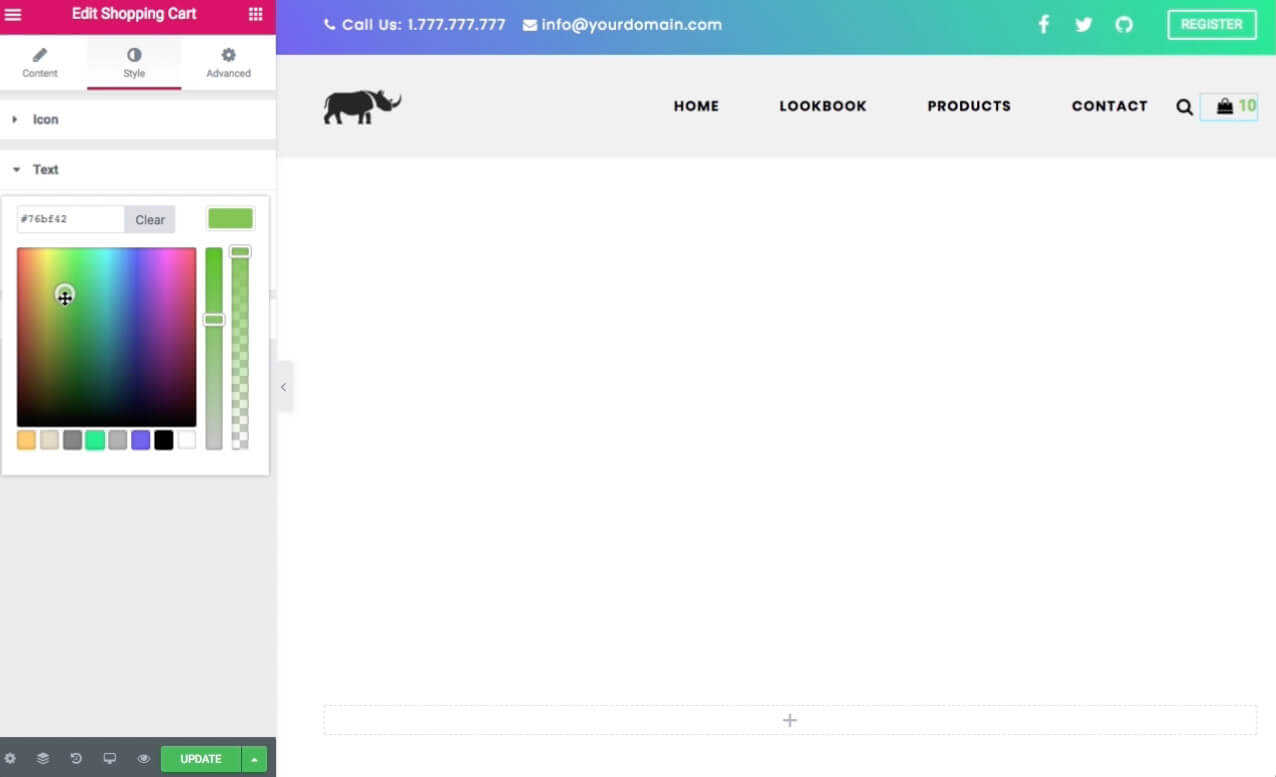 Edit Shopping Cart
Content
Style
Advanced
Icon
Text
#76bf42
Clear
UPDATE
Call Us: 1.777.777.777
info@yourdomain.com
REGISTER
HOME
LOOKBOOK
PRODUCTS
CONTACT
10